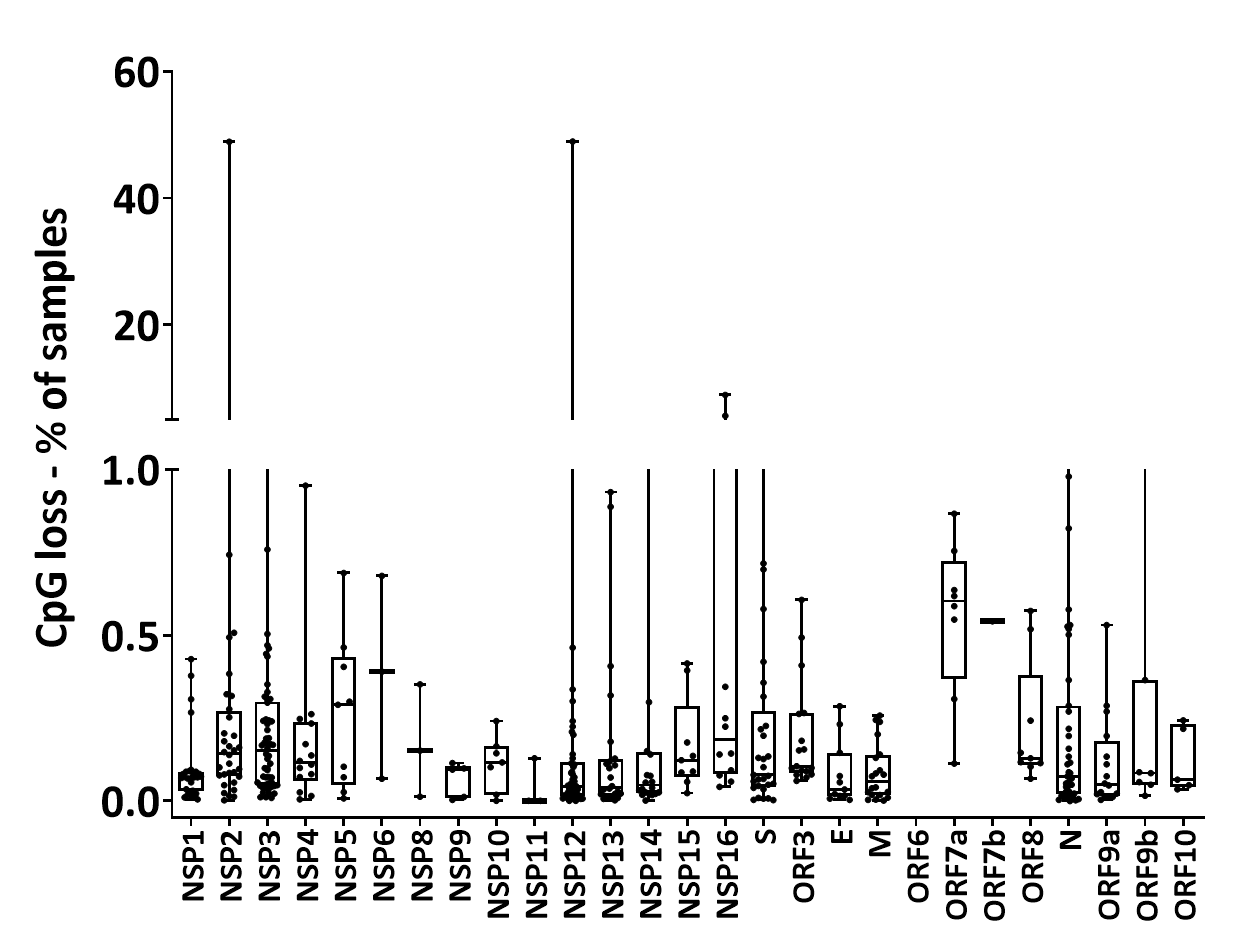 60
40
20
1.0
0.5
0.0
CpG loss - % of samples
NSP1
NSP2
NSP3
NSP4
NSP5
NSP6
NSP8
NSP9
NSP10
NSP11
NSP12
NSP13
NSP14
NSP15
NSP16
S
ORF3
E
M
ORF6
ORF7a
ORF7b
ORF8
N
ORF9a
ORF9b
ORF10